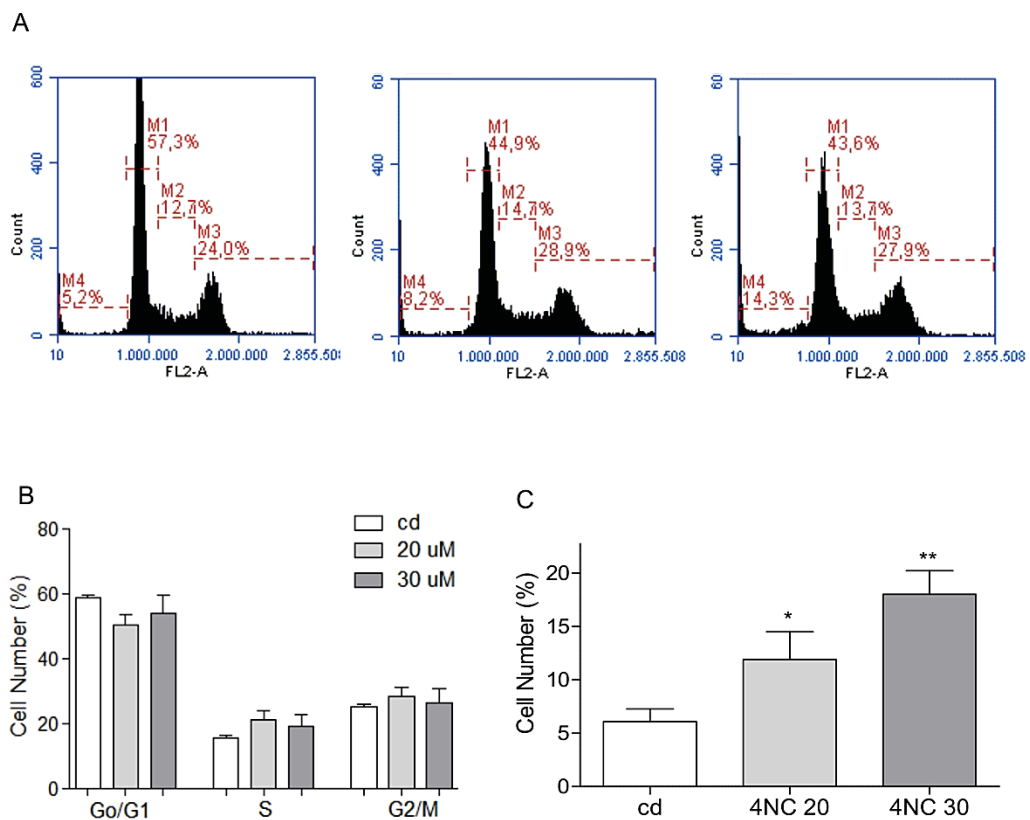 A
600
400
200
0
Count
M1
57,3%
M2
12,7%
M3
24,0%
M4
5,2%
10
1.000.000
2.000.000
2.855.508
FL2-A
60
400
200
0
Count
M1
44,9%
M2
14,7%
M3
28,9%
M4
8,2%
10
1.000.000
2.000.000
2.855.508
FL2-A
60
400
200
0
Count
M1
43,6%
M2
13,7%
M3
27,9%
M4
14,3%
10
1.000.000
2.000.000
2.855.508
FL2-A
B
80
60
40
20
0
Cell Number (%)
cd
20 uM
30 uM
Go/G1
S
G2/M
C
20
15
10
5
0
Cell Number (%)
*
**
cd
4NC 20
4NC 30